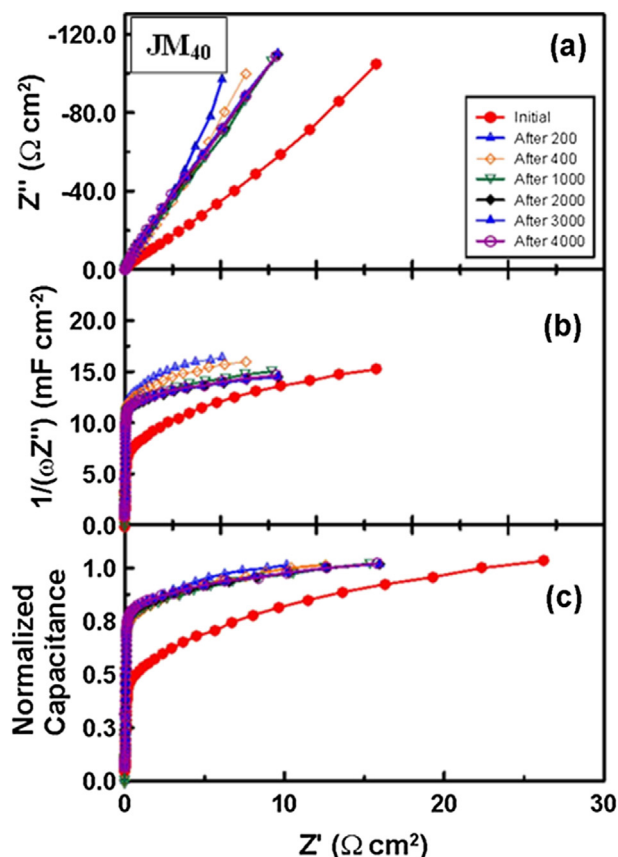 JM40
(a)
-120.0
-80.0
-40.0
0.0
Z'' (Ω cm²)
Initial
After 200
After 400
After 1000
After 2000
After 3000
After 4000
(b)
20.0
15.0
10.0
5.0
0.0
1/(ωZ'') (mF cm⁻²)
(c)
1.0
0.8
0.5
0.3
0.0
Normalized
Capacitance
0 10 20 30
Z' (Ω cm²)